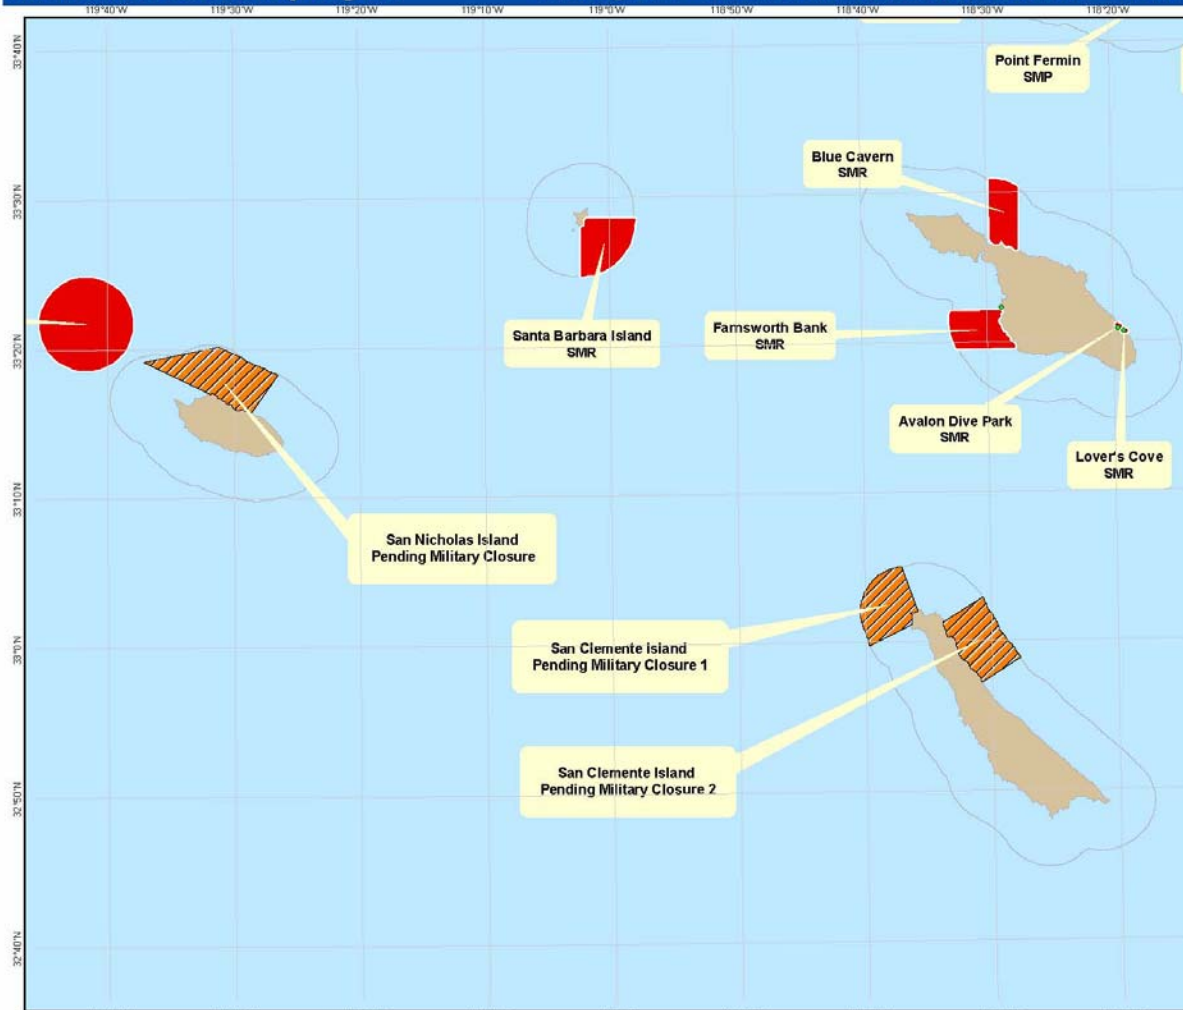 119°40'W
119°30'W
119°20'W
119°10'W
119°0'W
118°50'W
118°40'W
118°30'W
118°20'W
33°40'N
33°30'N
33°20'N
33°10'N
33°0'N
32°50'N
32°40'N
Point Fermin
SMP
Blue Cavern
SMR
Santa Barbara Island
SMR
Farnsworth Bank
SMR
Avalon Dive Park
SMR
Lover's Cove
SMR
San Nicholas Island
Pending Military Closure
San Clemente Island
Pending Military Closure 1
San Clemente Island
Pending Military Closure 2